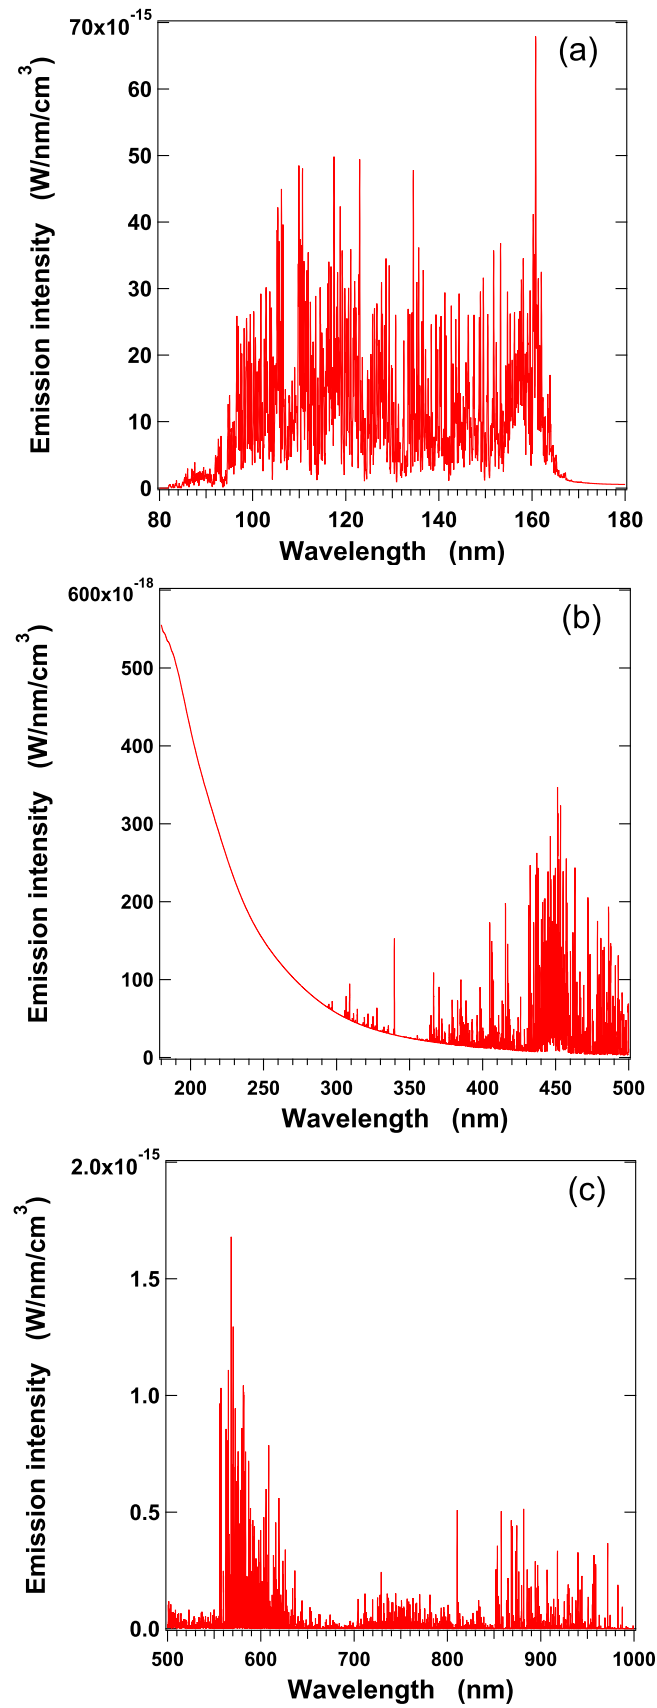 70x10-15
(a)
60
50
40
30
20
10
0
Emission intensity (W/nm/cm3)
80 100 120 140 160 180
Wavelength (nm)
600x10-18
(b)
500
400
300
200
100
0
Emission intensity (W/nm/cm3)
200 250 300 350 400 450 500
Wavelength (nm)
2.0x10-15
(c)
1.5
1.0
0.5
0.0
Emission intensity (W/nm/cm3)
500 600 700 800 900 1000
Wavelength (nm)